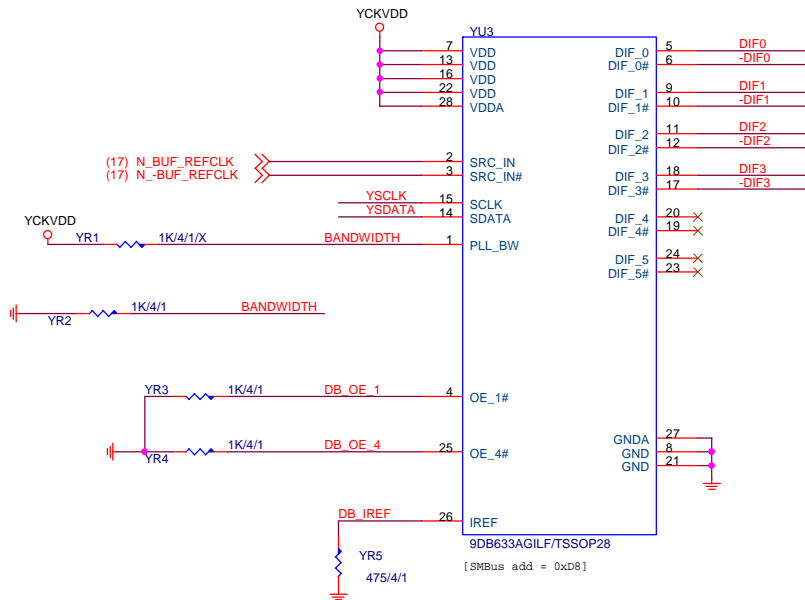 YCKVDD
YU3
7 VDD DIF_0 5 DIF0
13 VDD DIF_0# 6 -DIF0
16 VDD
22 VDD DIF_1 9 DIF1
28 VDDA DIF_1# 10 -DIF1
DIF_2 11 DIF2
DIF_2# 12 -DIF2
(17) N_BUF_REFCLK 2 SRC_IN
(17) N_-BUF_REFCLK 3 SRC_IN#
DIF_3 18 DIF3
DIF_3# 17 -DIF3
YSCLK 15 SCLK
YSDATA 14 SDATA
DIF_4 20
DIF_4# 19
YCKVDD
YR1 1K/4/1/X BANDWIDTH 1 PLL_BW
DIF_5 24
DIF_5# 23
YR2 1K/4/1 BANDWIDTH
YR3 1K/4/1 DB_OE_1 4 OE_1#
YR4 1K/4/1 DB_OE_4 25 OE_4#
GNDA 27
GND 8
GND 21
DB_IREF 26 IREF
YR5
475/4/1
9DB633AGILF/TSSOP28
[SMBus add = 0xD8]